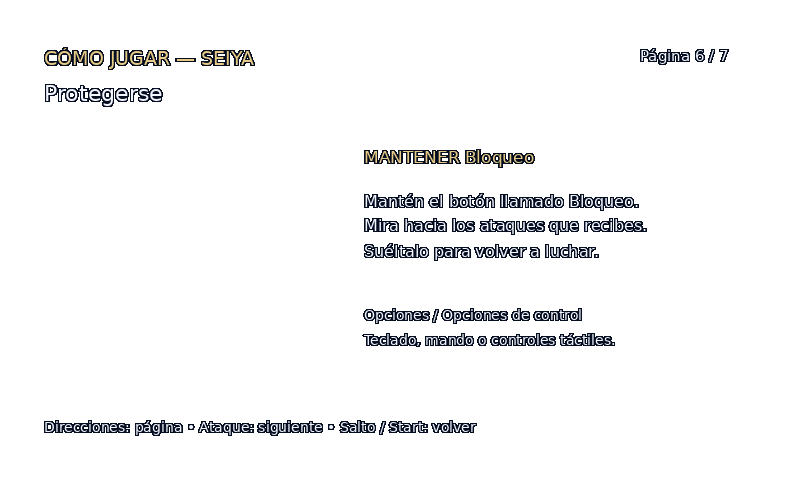 CÓMO JUGAR — SEIYA
Página 6 / 7
Protegerse
MANTENER Bloqueo
Mantén el botón llamado Bloqueo.
Mira hacia los ataques que recibes.
Suéltalo para volver a luchar.
Opciones / Opciones de control
Teclado, mando o controles táctiles.
Direcciones: página • Ataque: siguiente • Salto / Start: volver